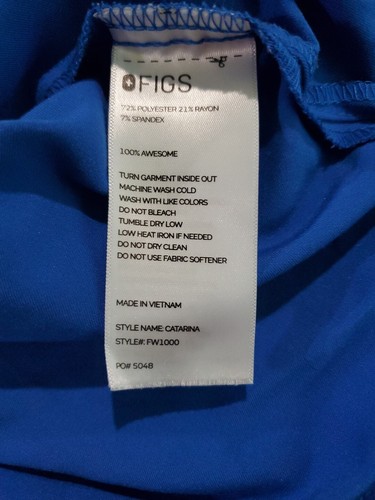 FIGS
72% POLYESTER 21% RAYON
7% SPANDEX
100% AWESOME
TURN GARMENT INSIDE OUT
MACHINE WASH COLD
WASH WITH LIKE COLORS
DO NOT BLEACH
TUMBLE DRY LOW
LOW HEAT IRON IF NEEDED
DO NOT DRY CLEAN
DO NOT USE FABRIC SOFTENER
MADE IN VIETNAM
STYLE NAME: CATARINA
STYLE#: FW1000
PO# 5048